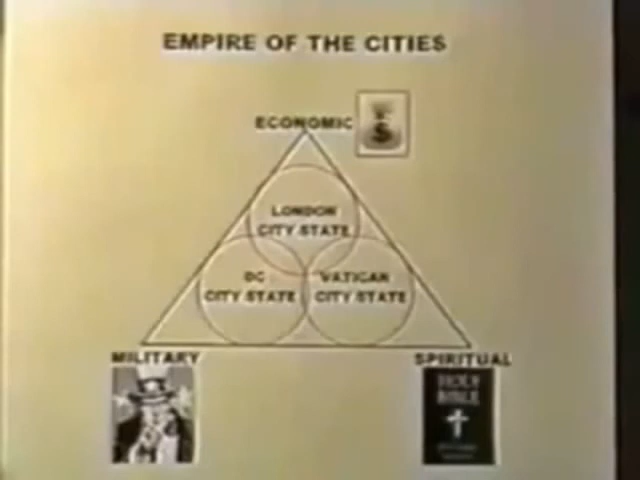 EMPIRE OF THE CITIES
ECONOMIC
$
LONDON
CITY STATE
DC
CITY STATE
VATICAN
CITY STATE
MILITARY
SPIRITUAL
HOLY
BIBLE